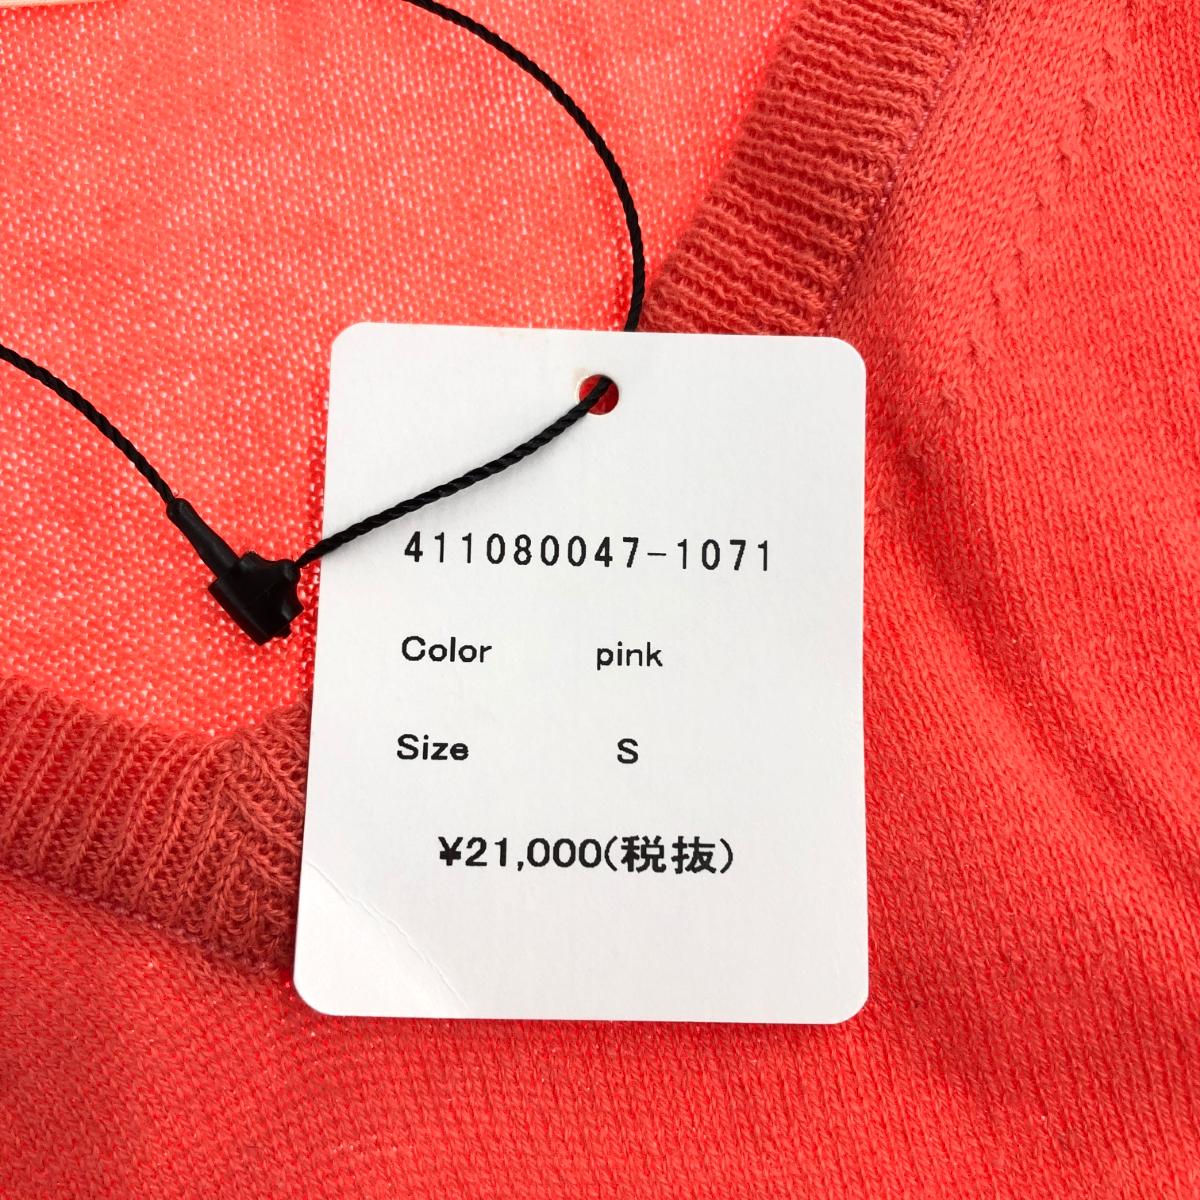 411080047-1071
Color pink
Size S
¥21,000(税抜)